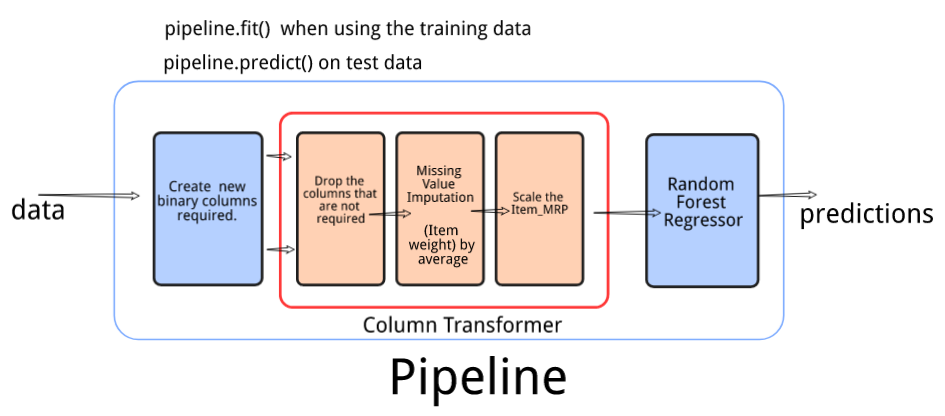 pipeline.fit()  when using the training data
pipeline.predict() on test data
data
Create  new
binary columns
required.
Drop the
columns that
are not
required
Missing
Value
Imputation
(Item
weight) by
average
Scale the
Item_MRP
Random
Forest
Regressor
predictions
Column Transformer
Pipeline